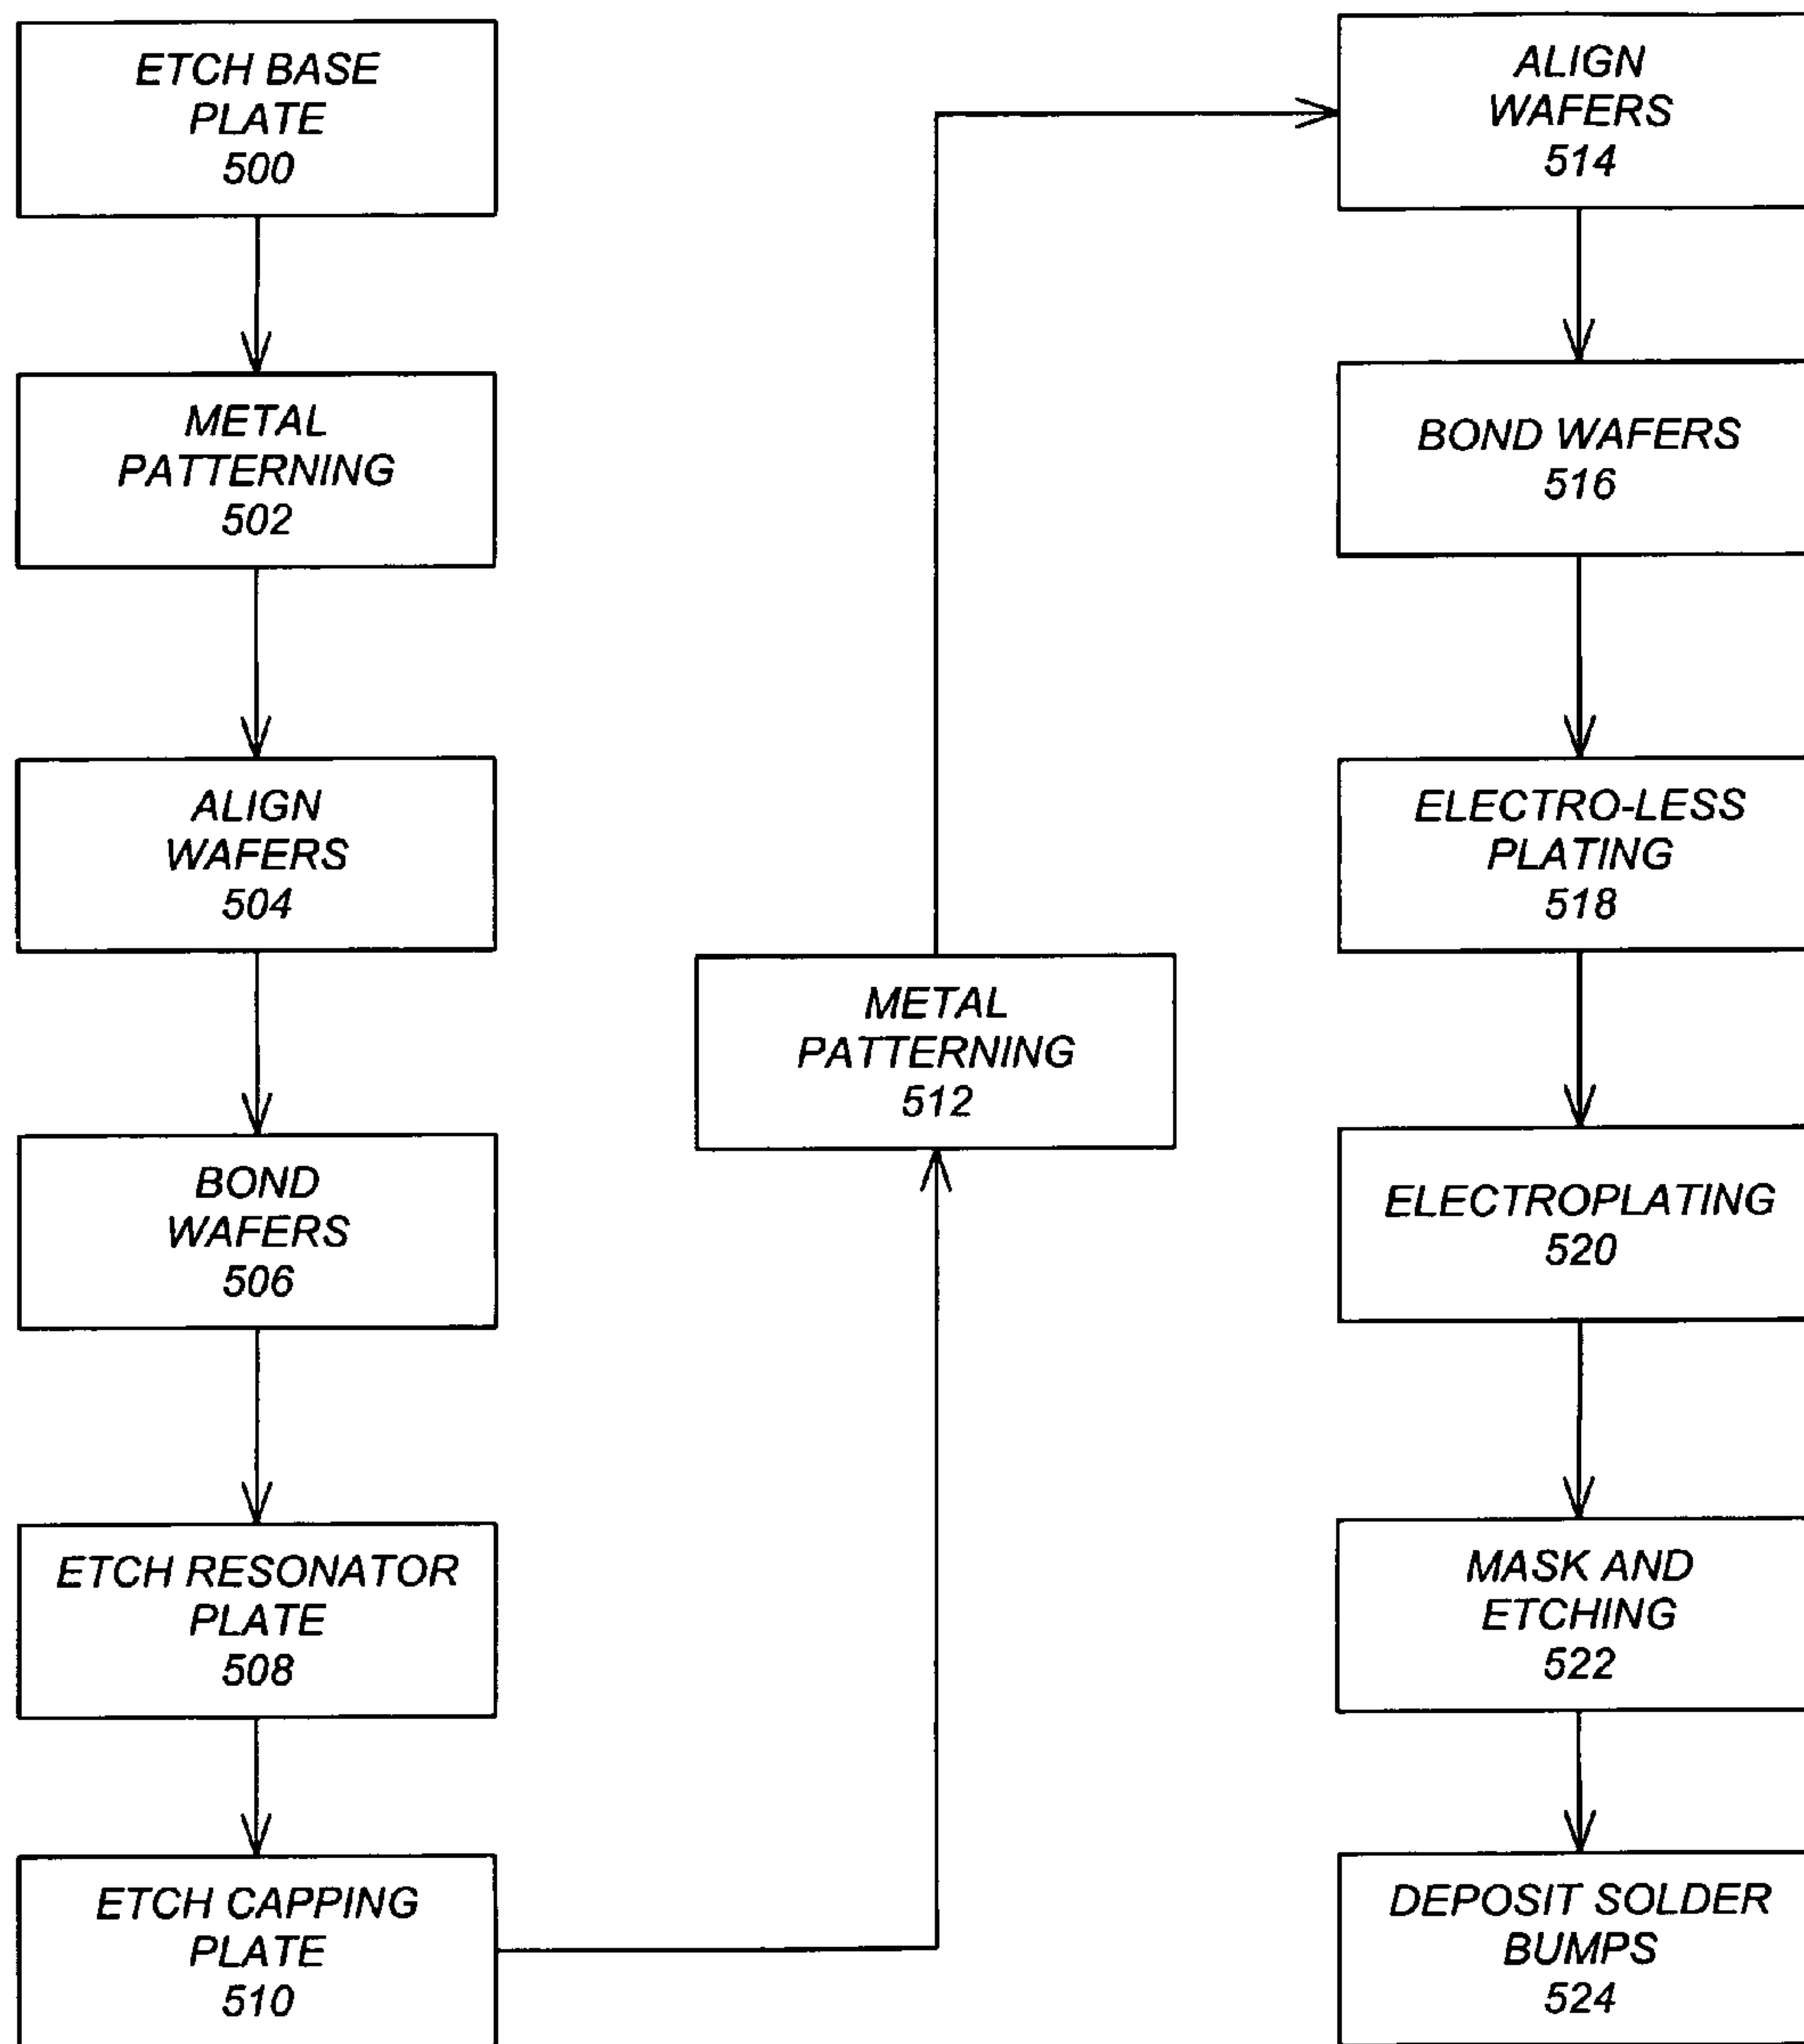 ETCH BASE
PLATE
500
METAL
PATTERNING
502
ALIGN
WAFERS
504
BOND
WAFERS
506
ETCH RESONATOR
PLATE
508
ETCH CAPPING
PLATE
510
METAL
PATTERNING
512
ALIGN
WAFERS
514
BOND WAFERS
516
ELECTRO-LESS
PLATING
518
ELECTROPLATING
520
MASK AND
ETCHING
522
DEPOSIT SOLDER
BUMPS
524